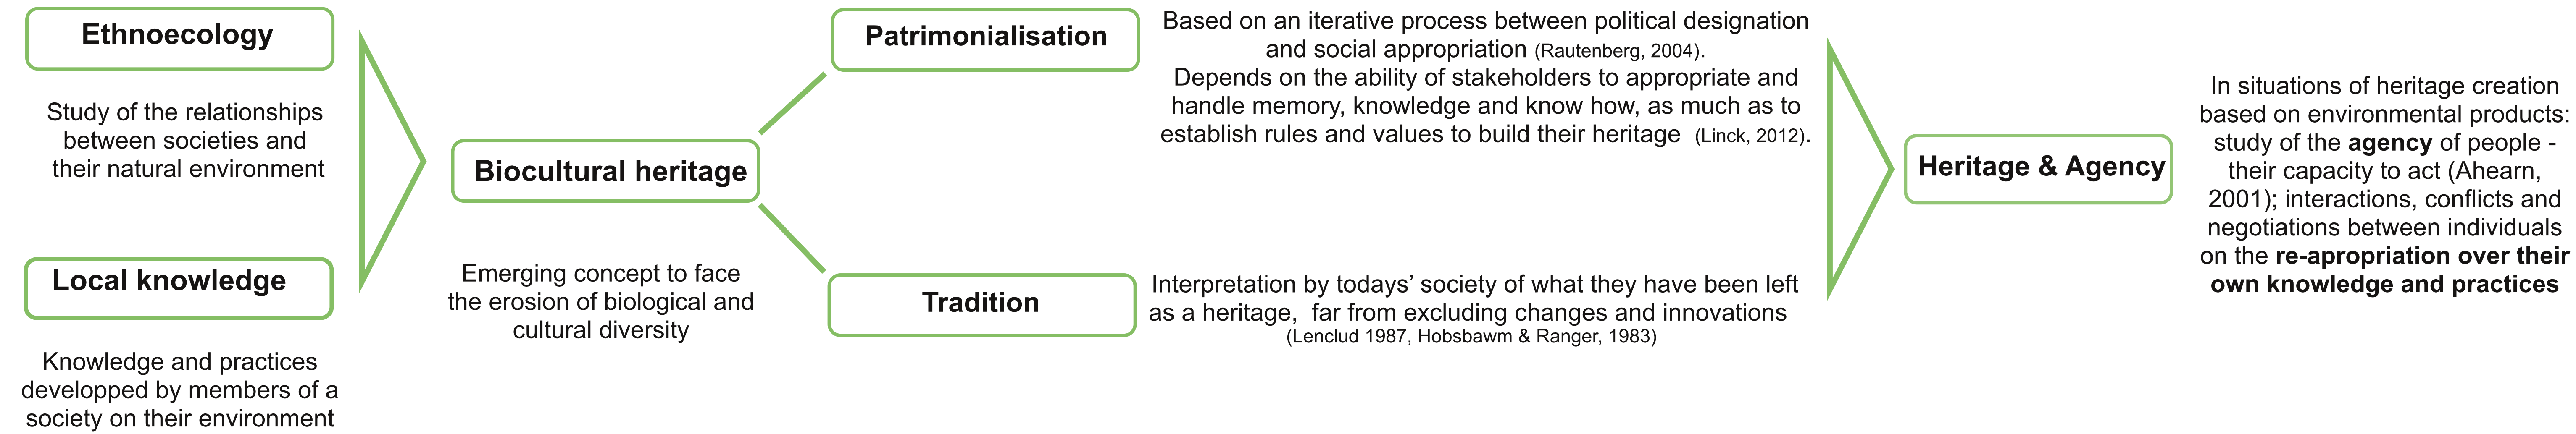 Ethnoecology
Study of the relationships
between societies and
their natural environment
Local knowledge
Knowledge and practices
developped by members of a
society on their environment
Biocultural heritage
Emerging concept to face
the erosion of biological and
cultural diversity
Patrimonialisation
Based on an iterative process between political designation
and social appropriation (Rautenberg, 2004).
Depends on the ability of stakeholders to appropriate and
handle memory, knowledge and know how, as much as to
establish rules and values to build their heritage (Linck, 2012).
Tradition
Interpretation by todays’ society of what they have been left
as a heritage, far from excluding changes and innovations
(Lenclud 1987, Hobsbawm & Ranger, 1983)
Heritage & Agency
In situations of heritage creation
based on environmental products:
study of the agency of people -
their capacity to act (Ahearn,
2001); interactions, conflicts and
negotiations between individuals
on the re-apropriation over their
own knowledge and practices